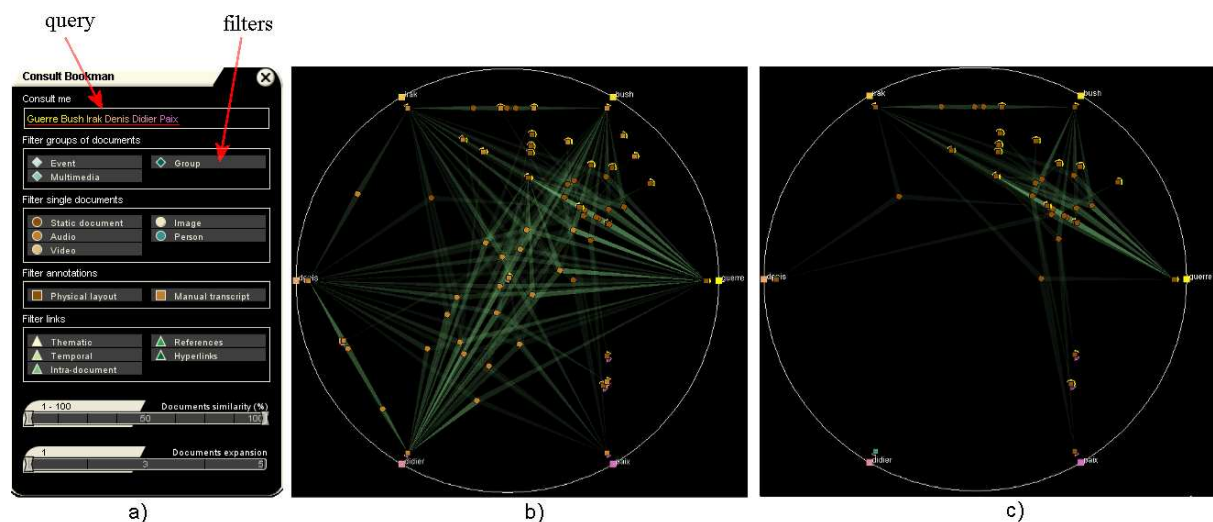 query
filters
Consult Bookman
Consult me
Guerre Bush Irak Denis Didier Paix
Filter groups of documents
Event
Group
Multimedia
Filter single documents
Static document
Image
Audio
Person
Video
Filter annotations
Physical layout
Manual transcript
Filter links
Thematic
References
Temporal
Hyperlinks
Intra-document
1 - 100
Documents similarity (%)
50
100
1
Documents expansion
3
5
a)
irak
bush
denis
guerre
didier
paix
b)
irak
bush
denis
guerre
didier
paix
c)